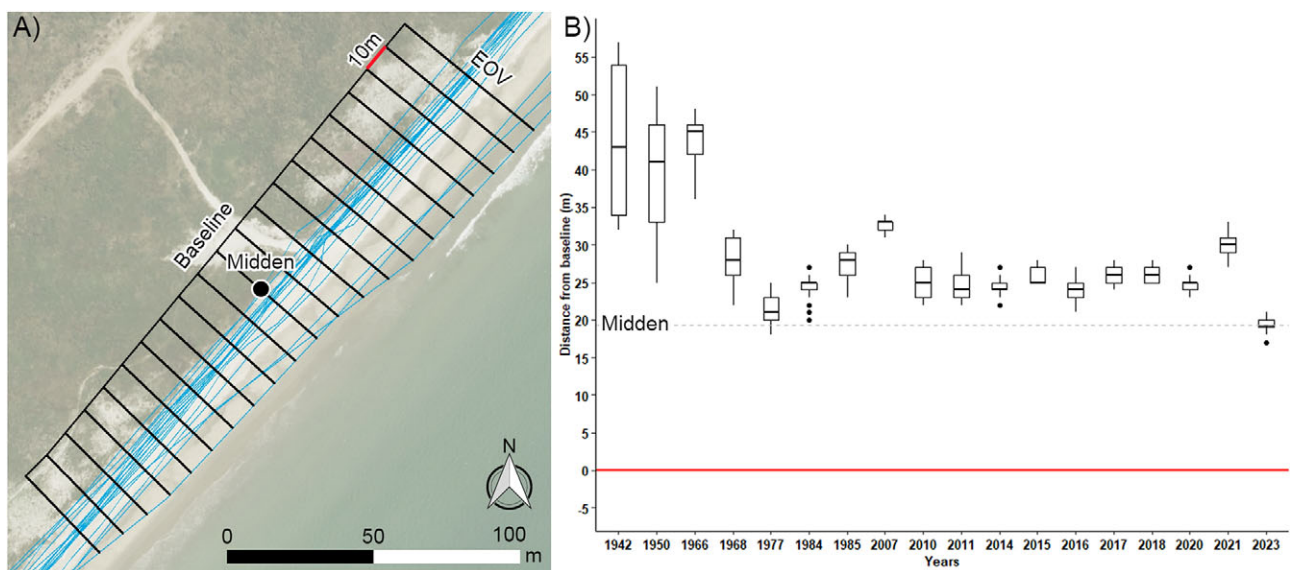 A)
10m
EOV
Baseline
Midden
N
0 50 100
m
B)
Distance from baseline (m)
55
50
45
40
35
30
25
20
Midden
15
10
5
0
-5
1942 1950 1966 1968 1977 1984 1985 2007 2010 2011 2014 2015 2016 2017 2018 2020 2021 2023
Years